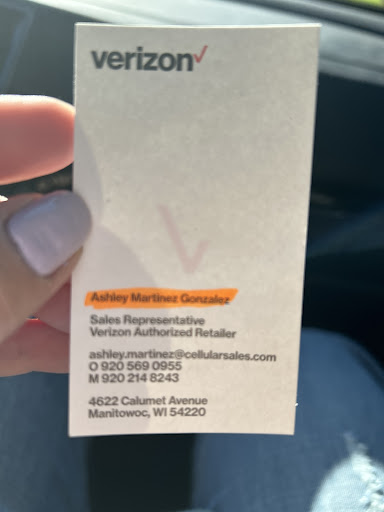 verizon
Ashley Martinez Gonzalez
Sales Representative
Verizon Authorized Retailer
ashley.martinez@cellularsales.com
O 920 569 0955
M 920 214 8243
4622 Calumet Avenue
Manitowoc, WI 54220